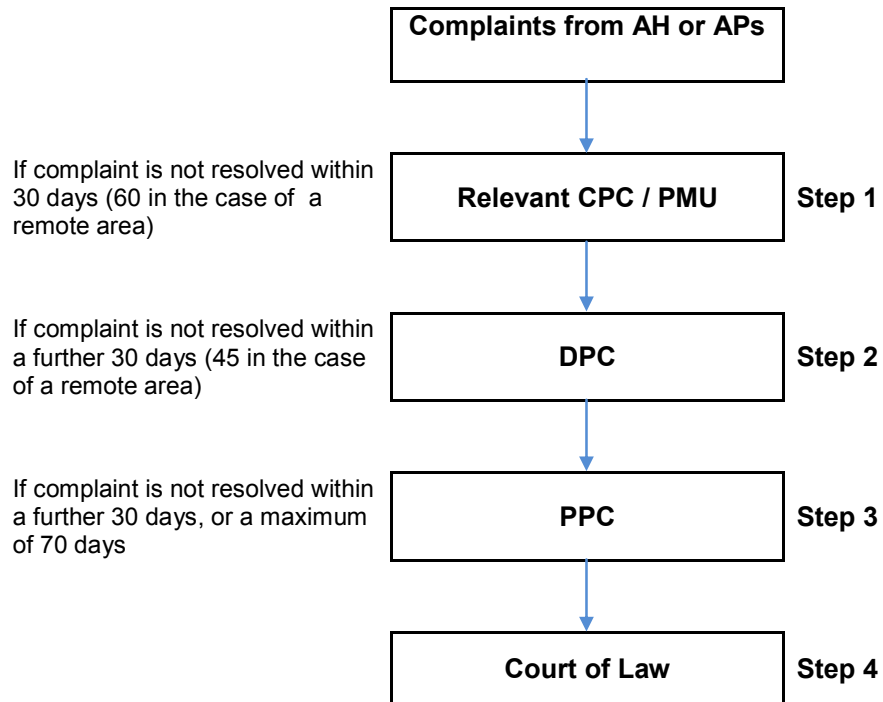 Complaints from AH or APs
If complaint is not resolved within
30 days (60 in the case of a
remote area)
Relevant CPC / PMU
Step 1
If complaint is not resolved within
a further 30 days (45 in the case
of a remote area)
DPC
Step 2
If complaint is not resolved within
a further 30 days, or a maximum
of 70 days
PPC
Step 3
Court of Law
Step 4